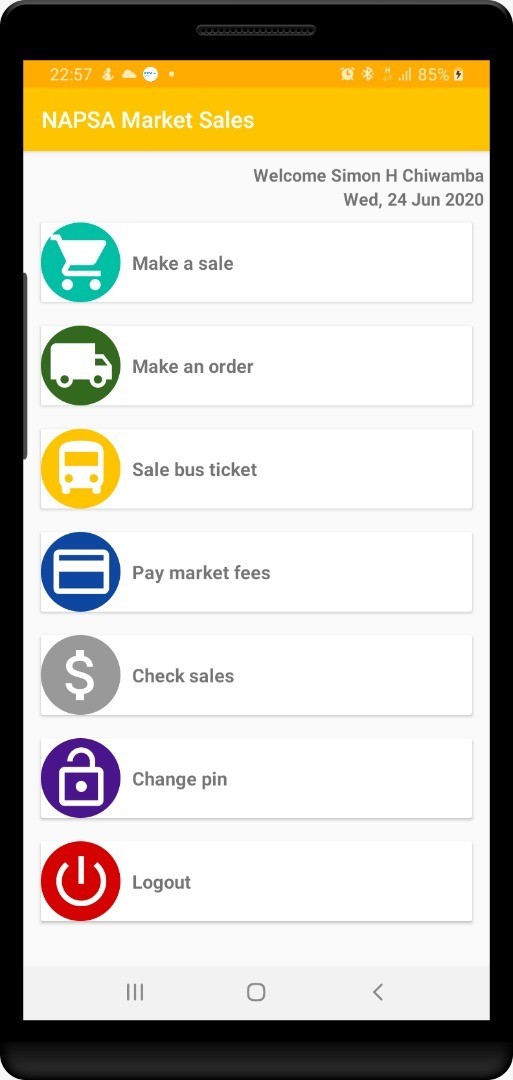 22:57
85%
NAPSA Market Sales
Welcome Simon H Chiwamba
Wed, 24 Jun 2020
Make a sale
Make an order
Sale bus ticket
Pay market fees
$
Check sales
Change pin
Logout